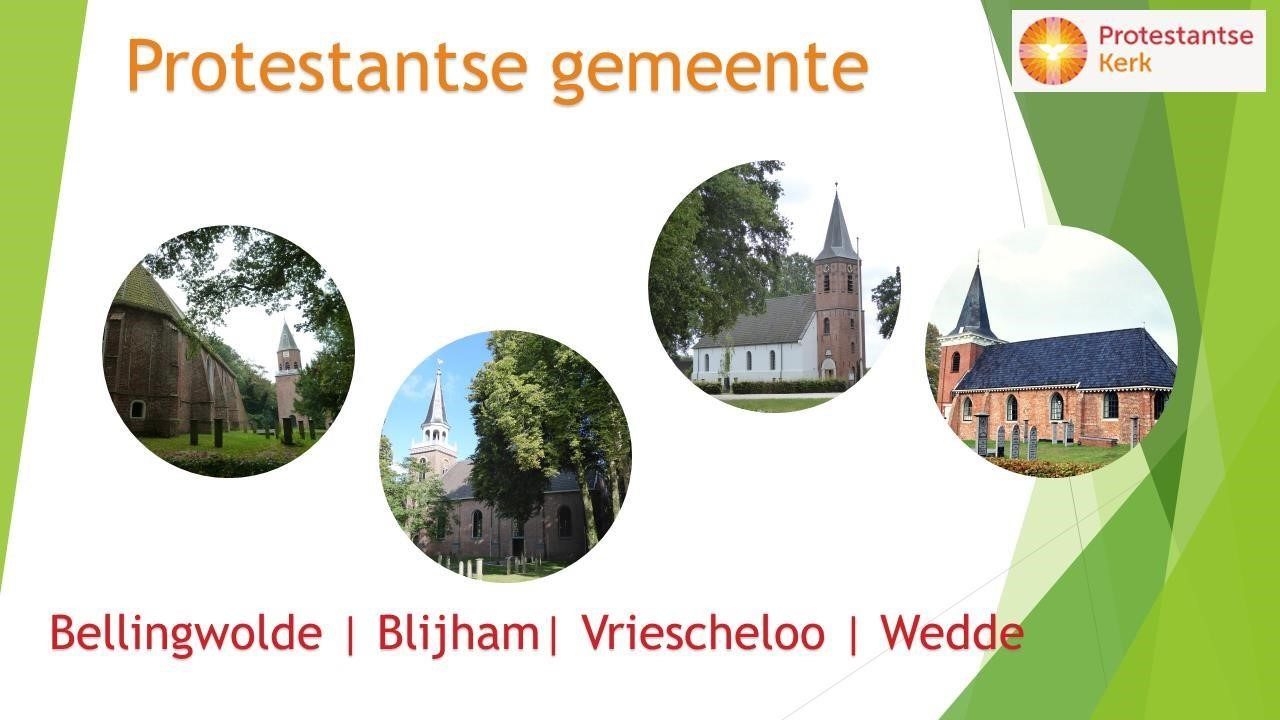 Protestantse gemeente
Protestantse
Kerk
Bellingwolde | Blijham| Vriescheloo | Wedde